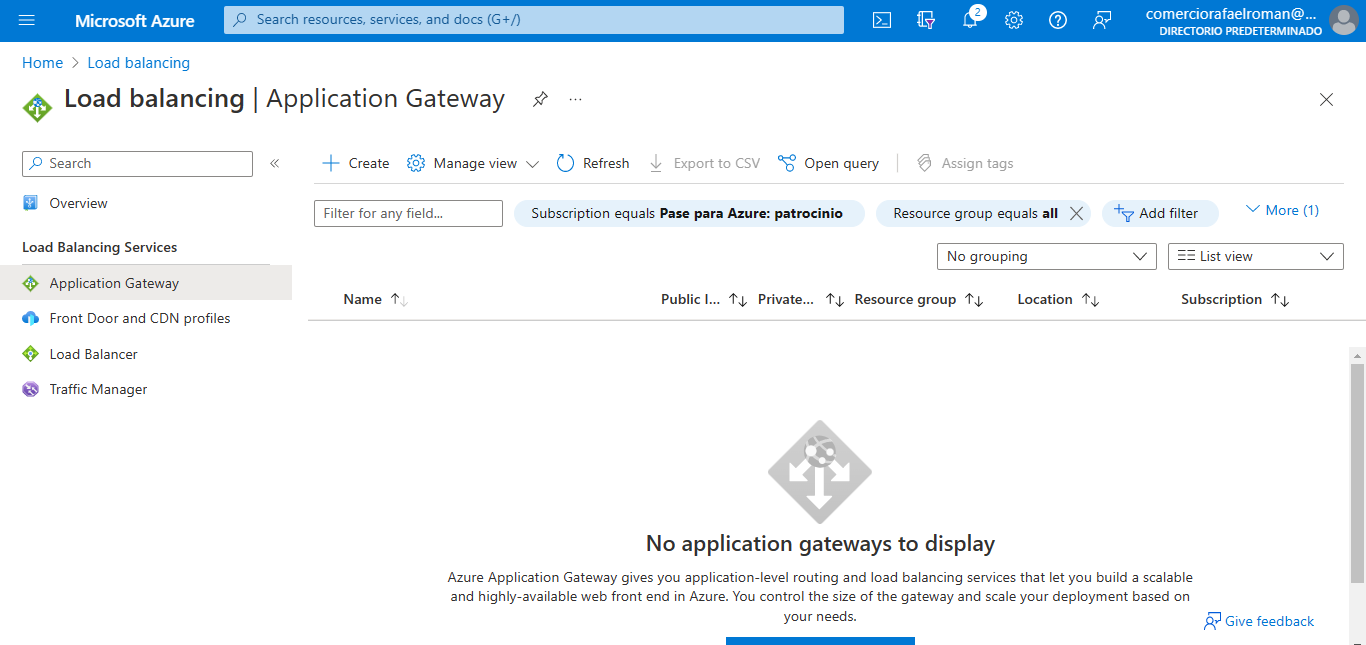 Microsoft Azure
Search resources, services, and docs (G+/)
2
comerciorafaelroman@...
DIRECTORIO PREDETERMINADO
Home > Load balancing
Load balancing | Application Gateway
Search
Create
Manage view
Refresh
Export to CSV
Open query
Assign tags
Overview
Load Balancing Services
Application Gateway
Front Door and CDN profiles
Load Balancer
Traffic Manager
Filter for any field...
Subscription equals Pase para Azure: patrocinio
Resource group equals all
Add filter
More (1)
No grouping
List view
Name
Public I...
Private...
Resource group
Location
Subscription
No application gateways to display
Azure Application Gateway gives you application-level routing and load balancing services that let you build a scalable
and highly-available web front end in Azure. You control the size of the gateway and scale your deployment based on
your needs.
Give feedback